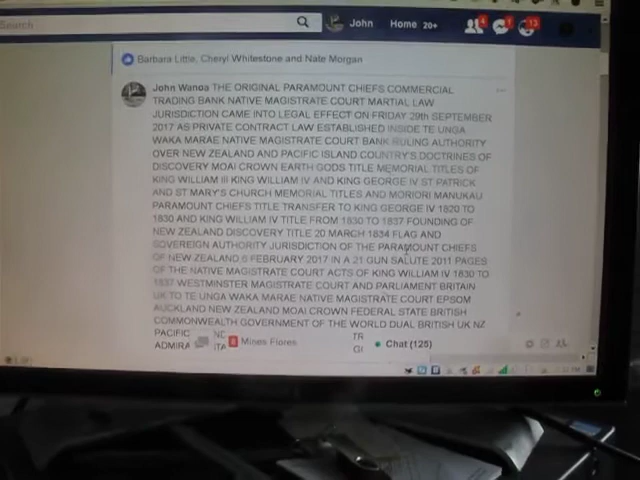 Search
John Home 20+
4 1 13
Barbara Little, Cheryl Whitestone and Nate Morgan
John Wanoa THE ORIGINAL PARAMOUNT CHIEFS COMMERCIAL
TRADING BANK NATIVE MAGISTRATE COURT MARTIAL LAW
JURISDICTION CAME INTO LEGAL EFFECT ON FRIDAY 29th SEPTEMBER
2017 AS PRIVATE CONTRACT LAW ESTABLISHED INSIDE TE UNGA
WAKA MARAE NATIVE MAGISTRATE COURT BANK RULING AUTHORITY
OVER NEW ZEALAND AND PACIFIC ISLAND COUNTRY'S DOCTRINES OF
DISCOVERY MOAI CROWN EARTH GODS TITLE MEMORIAL TITLES OF
KING WILLIAM III KING WILLIAM IV AND KING GEORGE IV ST PATRICK
AND ST MARY'S CHURCH MEMORIAL TITLES AND MORIORI MANUKAU
PARAMOUNT CHIEFS TITLE TRANSFER TO KING GEORGE IV 1820 TO
1830 AND KING WILLIAM IV TITLE FROM 1830 TO 1837 FOUNDING OF
NEW ZEALAND DISCOVERY TITLE 20 MARCH 1834 FLAG AND
SOVEREIGN AUTHORITY JURISDICTION OF THE PARAMOUNT CHIEFS
OF NEW ZEALAND 6 FEBRUARY 2017 IN A 21 GUN SALUTE 2011 PAGES
OF THE NATIVE MAGISTRATE COURT ACTS OF KING WILLIAM IV 1830 TO
1837 WESTMINSTER MAGISTRATE COURT AND PARLIAMENT BRITAIN
UK TO TE UNGA WAKA MARAE NATIVE MAGISTRATE COURT EPSOM
AUCKLAND NEW ZEALAND MOAI CROWN FEDERAL STATE BRITISH
COMMONWEALTH GOVERNMENT OF THE WORLD DUAL BRITISH UK NZ
PACIFIC
ADMIRA
8 Mines Flores
Chat (125)